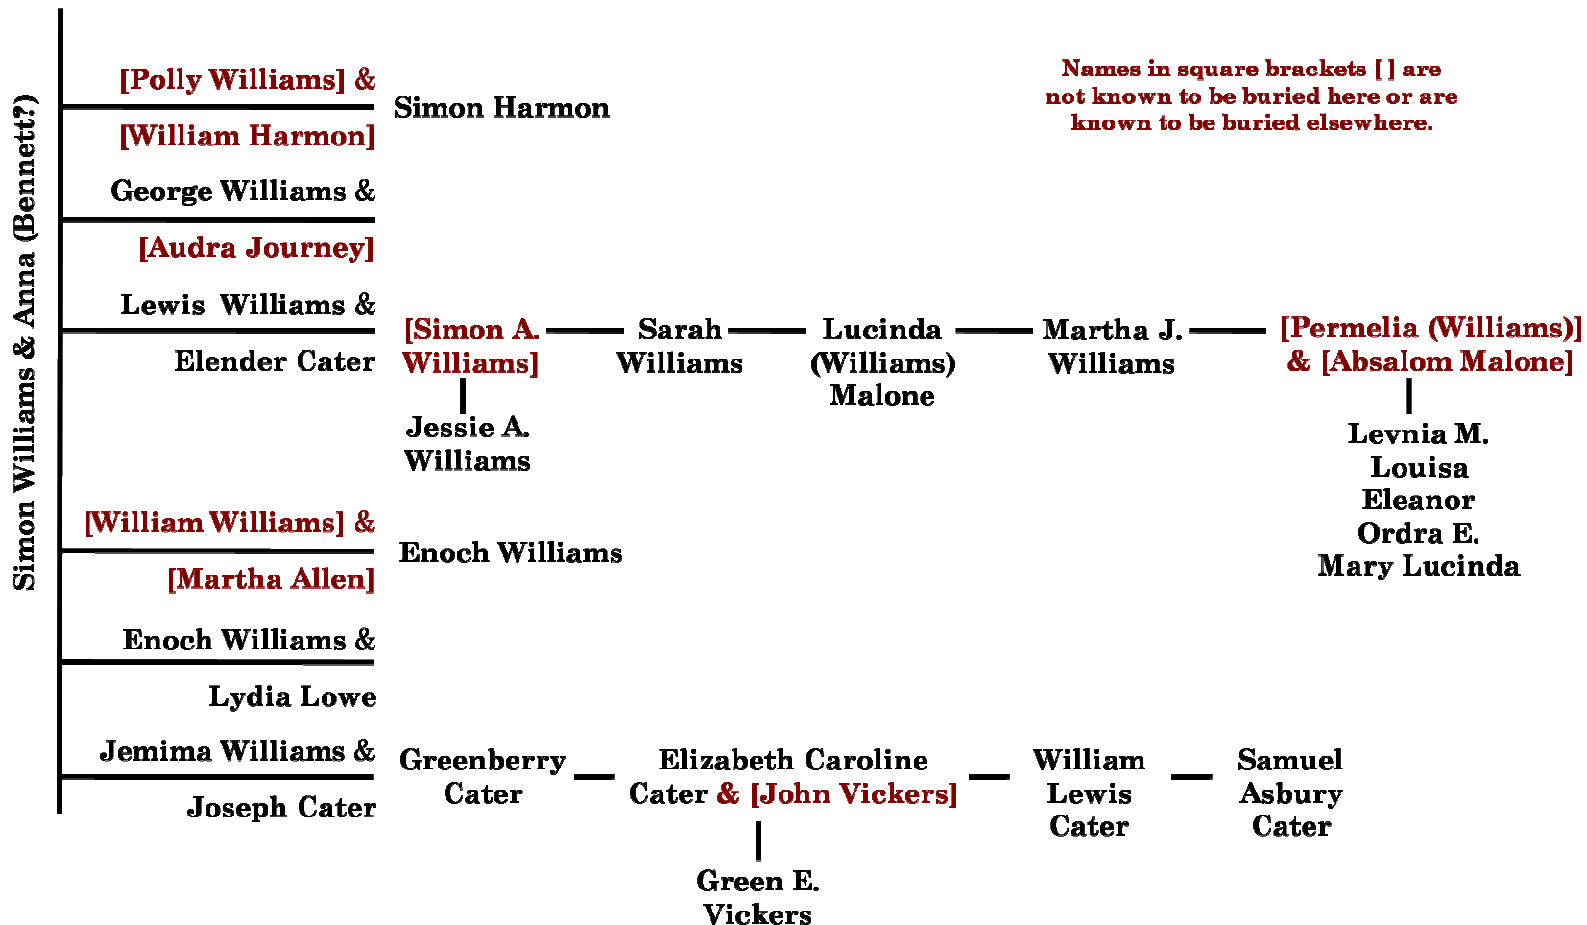 Simon Williams & Anna (Bennett?)
[Polly Williams] &
[William Harmon]
Simon Harmon
Names in square brackets [ ] are
not known to be buried here or are
known to be buried elsewhere.
George Williams &
[Audra Journey]
Lewis Williams &
Elender Cater
[Simon A.
Williams]
Jessie A.
Williams
Sarah
Williams
Lucinda
(Williams)
Malone
Martha J.
Williams
[Permelia (Williams)]
& [Absalom Malone]
Levnia M.
Louisa
Eleanor
Ordra E.
Mary Lucinda
[William Williams] &
[Martha Allen]
Enoch Williams
Enoch Williams &
Lydia Lowe
Jemima Williams &
Joseph Cater
Greenberry
Cater
Elizabeth Caroline
Cater & [John Vickers]
Green E.
Vickers
William
Lewis
Cater
Samuel
Asbury
Cater